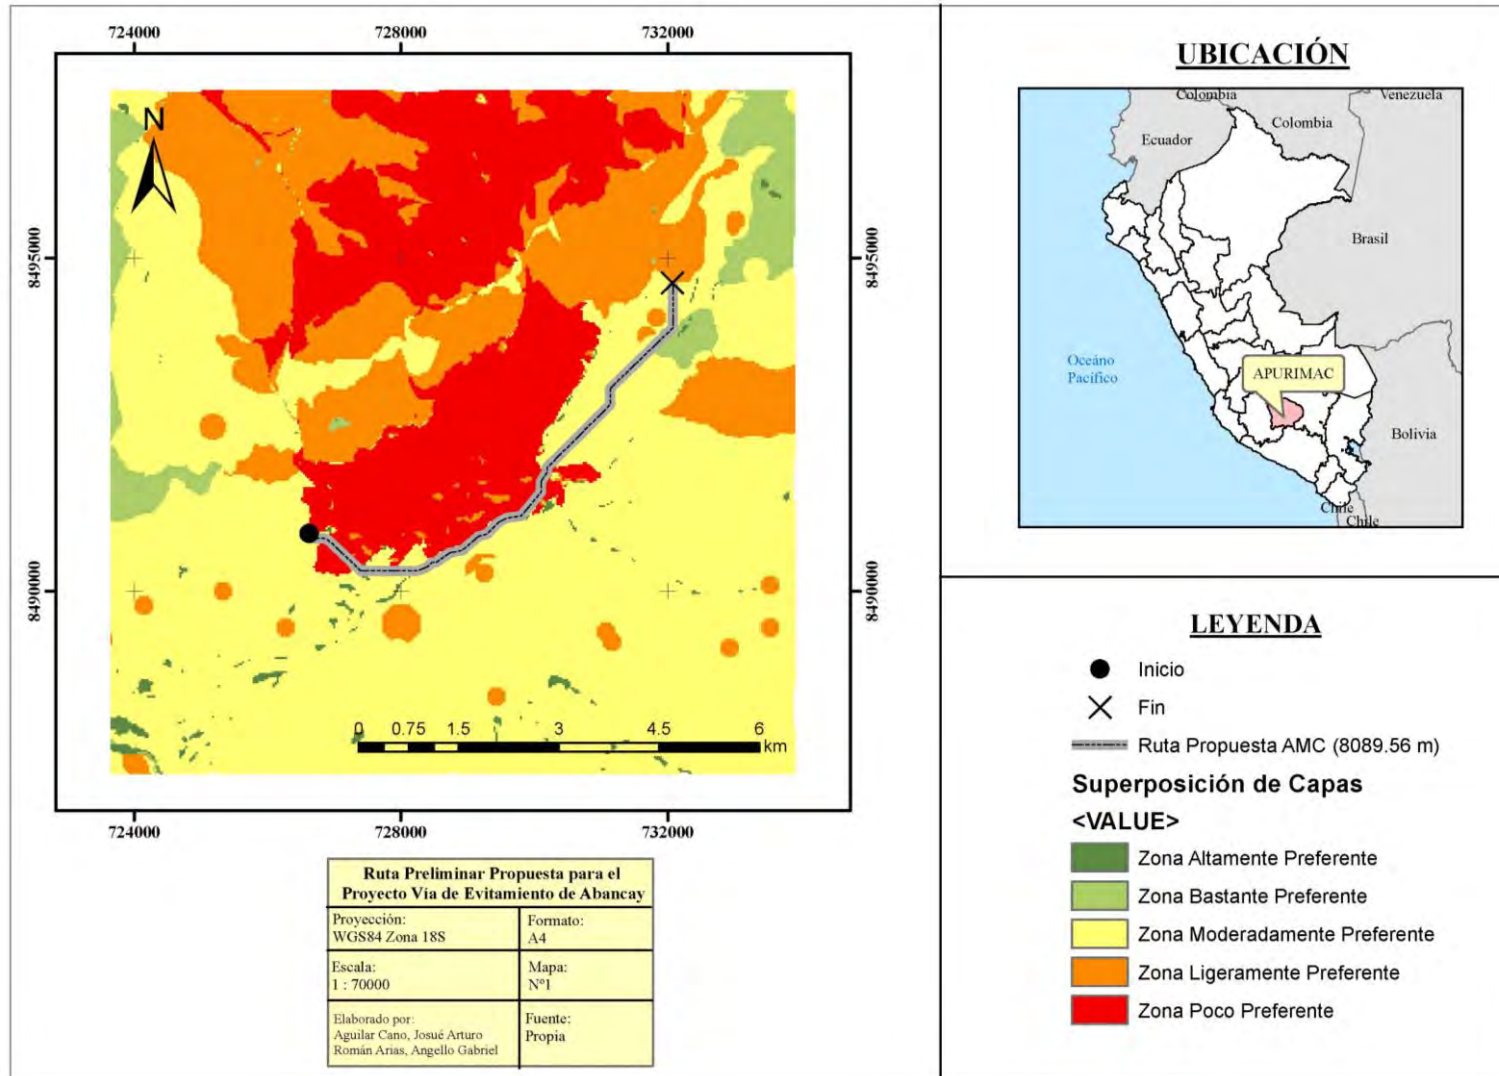 724000
728000
732000
N
8495000
8495000
8490000
8490000
0 0.75 1.5 3 4.5 6
km
724000
728000
732000
Ruta Preliminar Propuesta para el
Proyecto Vía de Evitamiento de Abancay
Proyección:
WGS84 Zona 18S
Formato:
A4
Escala:
1 : 70000
Mapa:
Nº1
Elaborado por:
Aguilar Cano, Josué Arturo
Román Arias, Angello Gabriel
Fuente:
Propia
UBICACIÓN
Colombia
Venezuela
Ecuador
Colombia
Brasil
Oceáno
Pacífico
APURIMAC
Bolivia
Chile
Chile
LEYENDA
Inicio
Fin
Ruta Propuesta AMC (8089.56 m)
Superposición de Capas
<VALUE>
Zona Altamente Preferente
Zona Bastante Preferente
Zona Moderadamente Preferente
Zona Ligeramente Preferente
Zona Poco Preferente